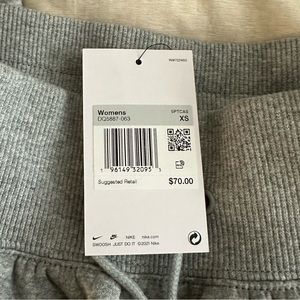 Womens
SPTCAS
DQ5887-063
XS
1 96149 32095 3
Suggested Retail
$70.00
NIKE
nike.com
SWOOSH JUST DO IT ©2021 Nike